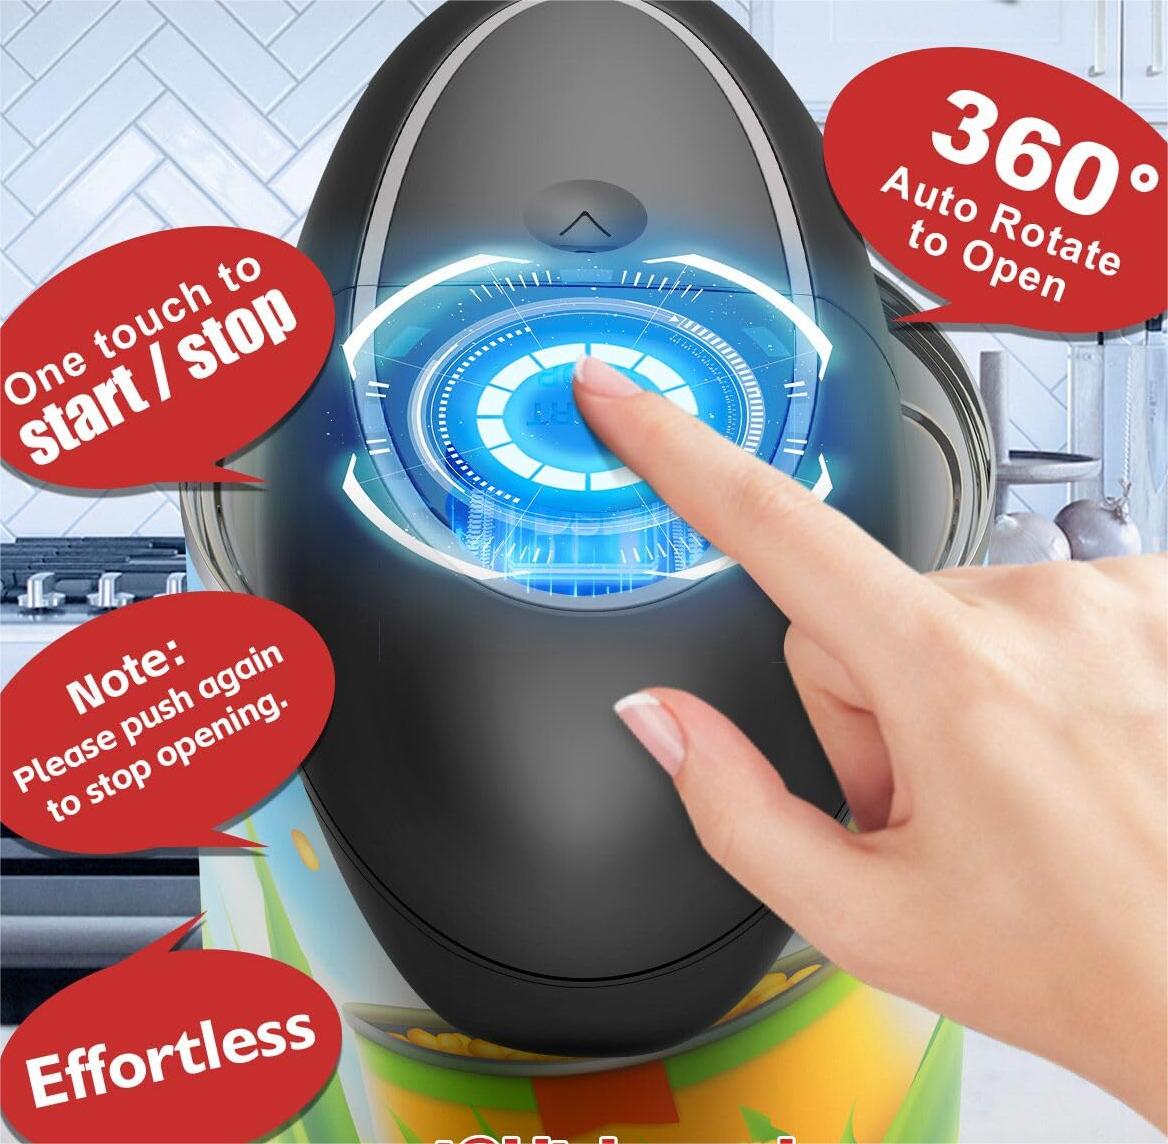 360°
Auto Rotate
to Open
One touch to
start / stop
Note:
Please push again
to stop opening.
Effortless